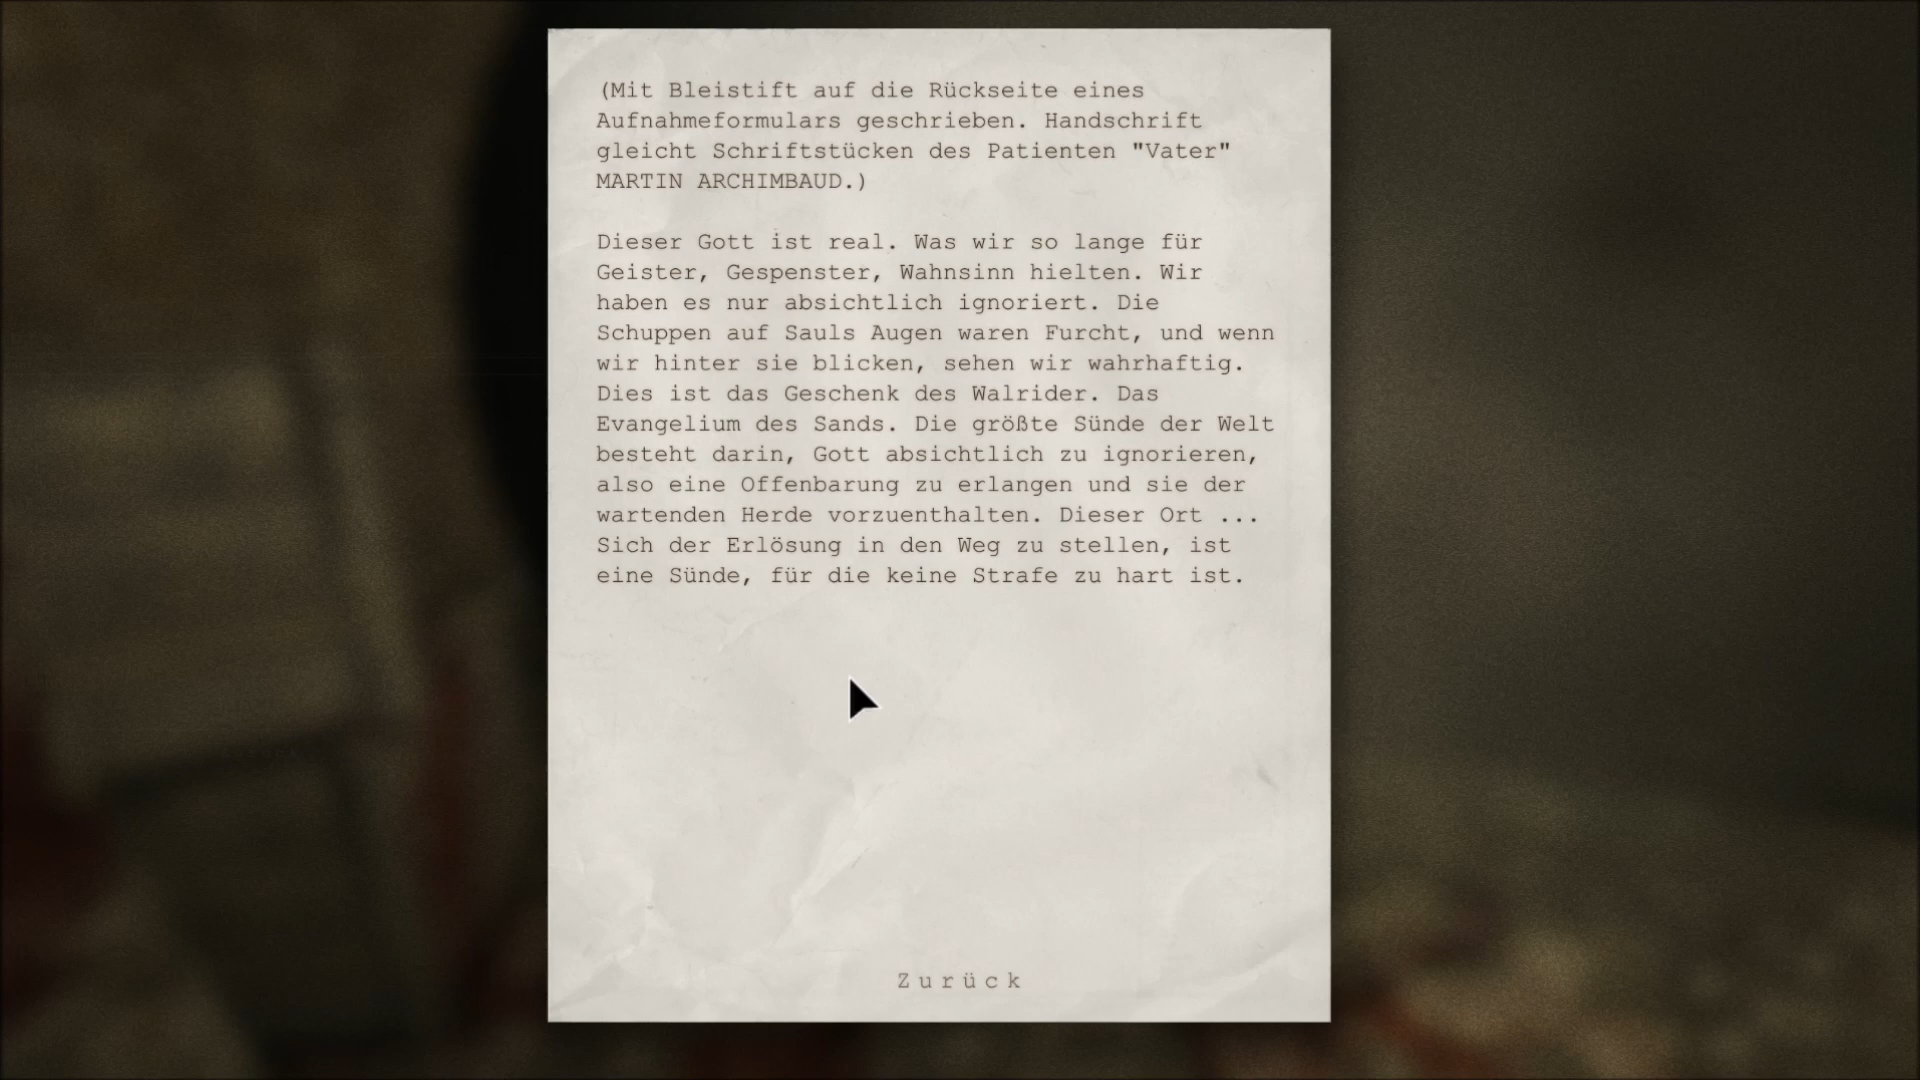 (Mit Bleistift auf die Rückseite eines
Aufnahmeformulars geschrieben. Handschrift
gleicht Schriftstücken des Patienten "Vater"
MARTIN ARCHIMBAUD.)
Dieser Gott ist real. Was wir so lange für
Geister, Gespenster, Wahnsinn hielten. Wir
haben es nur absichtlich ignoriert. Die
Schuppen auf Sauls Augen waren Furcht, und wenn
wir hinter sie blicken, sehen wir wahrhaftig.
Dies ist das Geschenk des Walrider. Das
Evangelium des Sands. Die größte Sünde der Welt
besteht darin, Gott absichtlich zu ignorieren,
also eine Offenbarung zu erlangen und sie der
wartenden Herde vorzuenthalten. Dieser Ort ...
Sich der Erlösung in den Weg zu stellen, ist
eine Sünde, für die keine Strafe zu hart ist.
Zurück